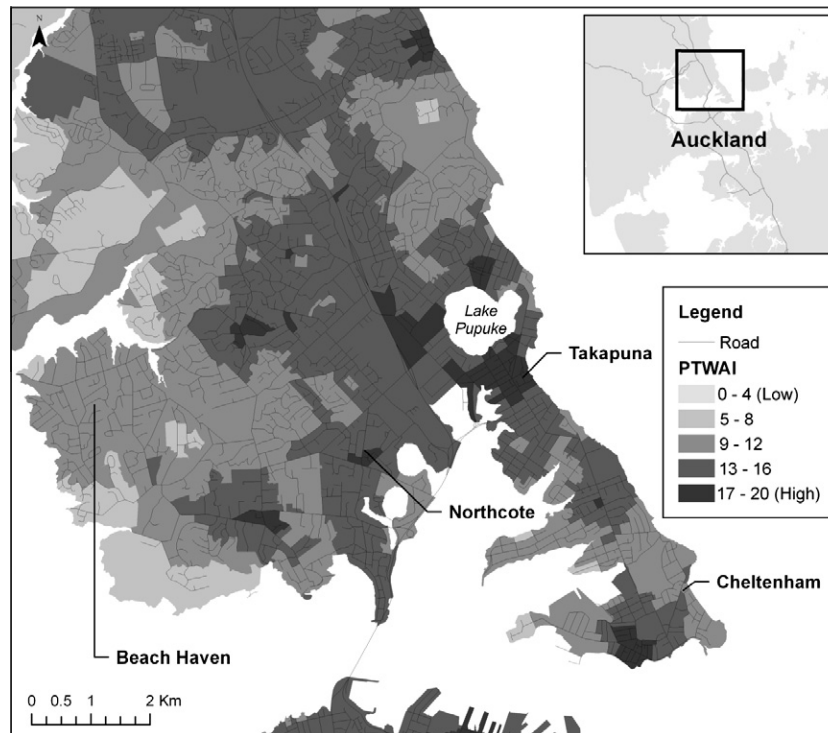 N
Auckland
Lake
Pupuke
Takapuna
Northcote
Cheltenham
Beach Haven
Legend
Road
PTWAI
0 - 4 (Low)
5 - 8
9 - 12
13 - 16
17 - 20 (High)
0 0.5 1 2 Km